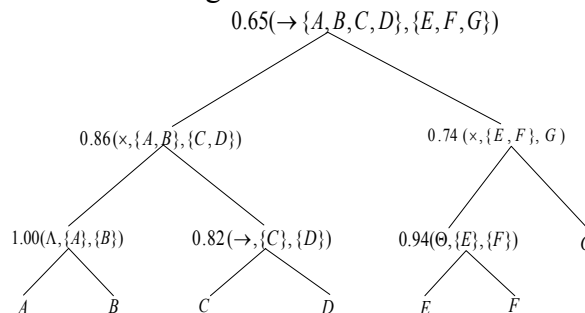 0.65(→{A,B,C,D},{E,F,G})
0.86(×,{A,B},{C,D}) 0.74 (×,{E,F}, G)
1.00(Λ,{A},{B}) 0.82(→,{C},{D}) 0.94(Θ,{E},{F})
A B C D E F